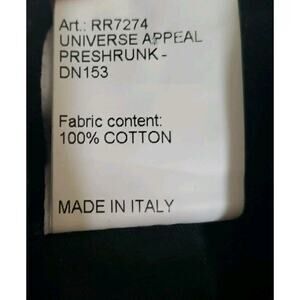 Art.: RR7274
UNIVERSE APPEAL
PRESHRUNK -
DN153
Fabric content:
100% COTTON
MADE IN ITALY